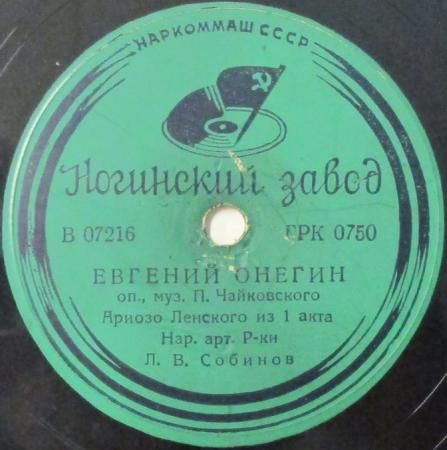 НАРКОММАШ СССР
Ногинский завод
В 07216 ГРК 0750
ЕВГЕНИЙ ОНЕГИН
оп., муз. П. Чайковского
Ариозо Ленского из 1 акта
Нар. арт. Р-ки
Л. В. Собинов